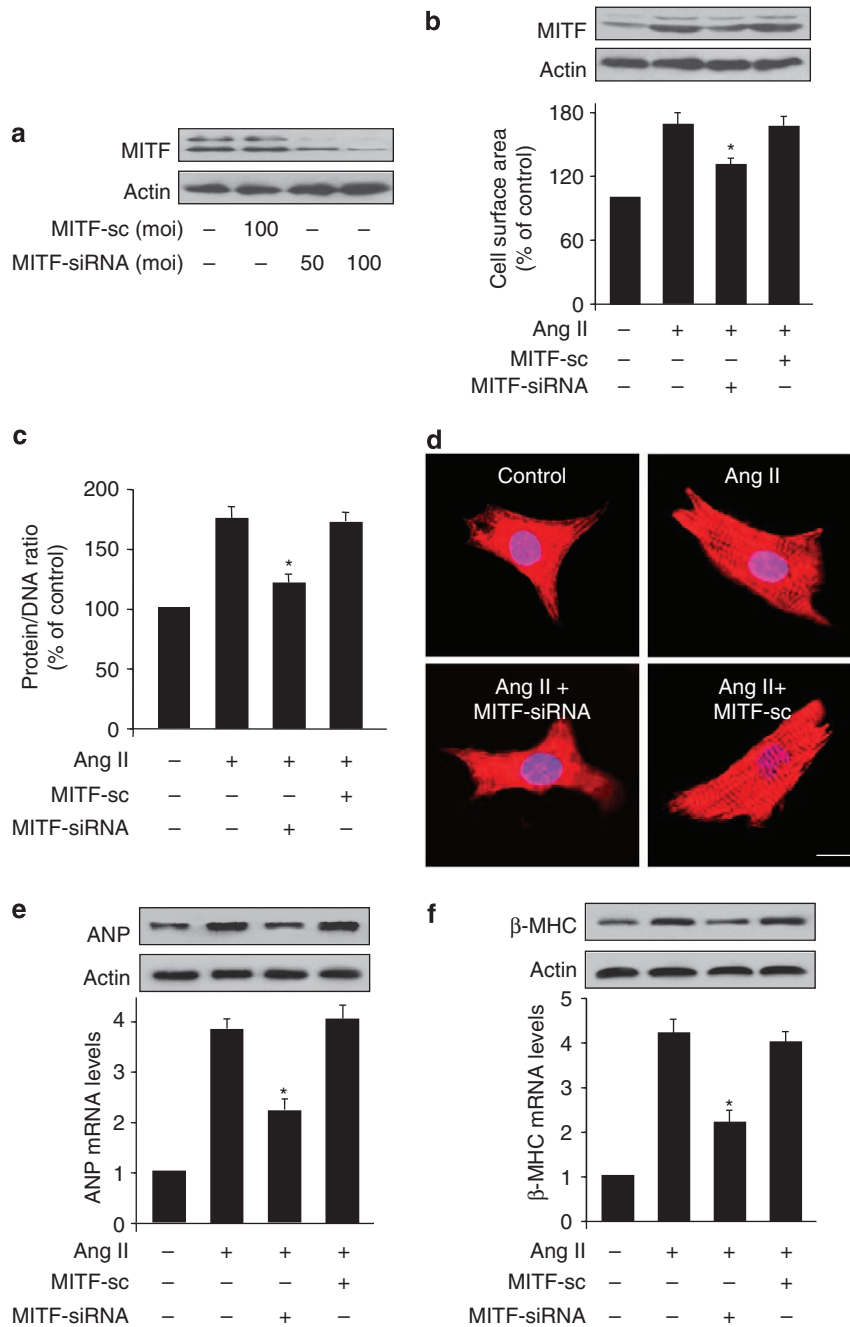 a
MITF
Actin
MITF-sc (moi) – 100 – –
MITF-siRNA (moi) – – 50 100
b
MITF
Actin
180
120
60
0
Cell surface area
(% of control)
*
Ang II – + + +
MITF-sc – – – +
MITF-siRNA – – + –
c
200
150
100
50
0
Protein/DNA ratio
(% of control)
*
Ang II – + + +
MITF-sc – – – +
MITF-siRNA – – + –
d
Control
Ang II
Ang II +
MITF-siRNA
Ang II+
MITF-sc
e
ANP
Actin
4
3
2
1
0
ANP mRNA levels
*
Ang II – + + +
MITF-sc – – – +
MITF-siRNA – – + –
f
β-MHC
Actin
5
4
3
2
1
0
β-MHC mRNA levels
*
Ang II – + + +
MITF-sc – – – +
MITF-siRNA – – + –